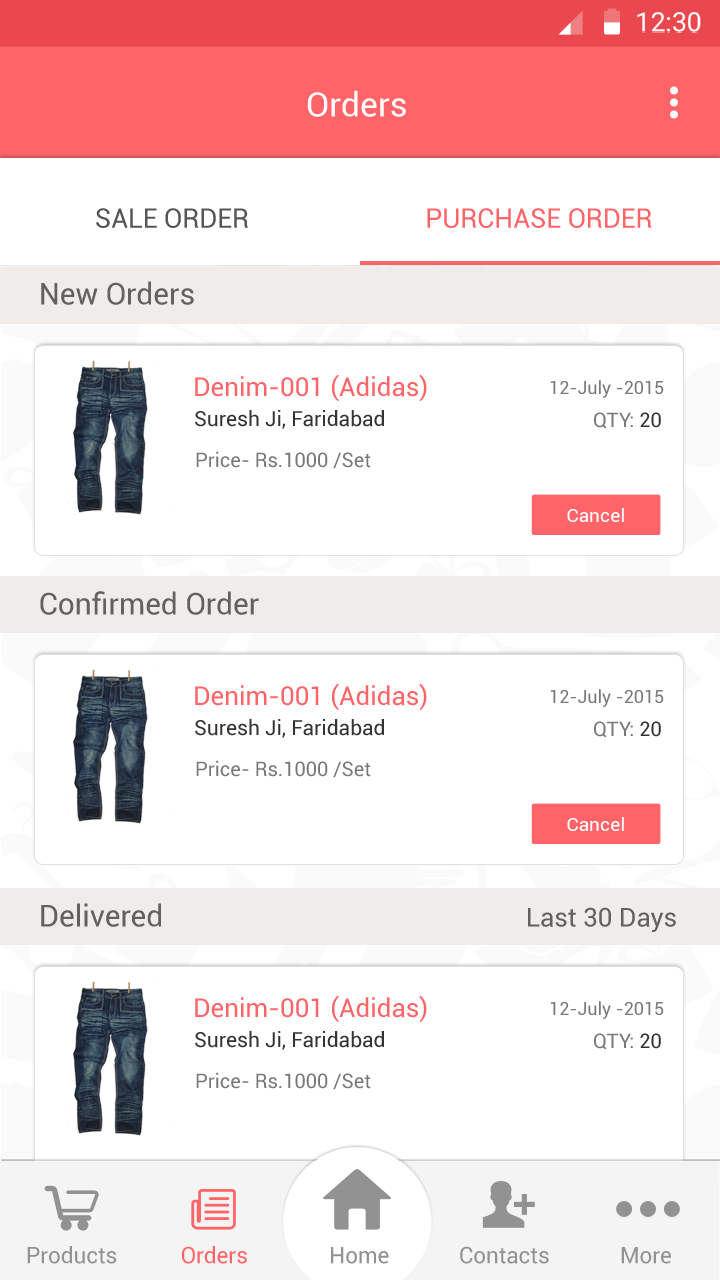 12:30
Orders
SALE ORDER
PURCHASE ORDER
New Orders
Denim-001 (Adidas)
12-July -2015
Suresh Ji, Faridabad
QTY: 20
Price- Rs.1000 /Set
Cancel
Confirmed Order
Denim-001 (Adidas)
12-July -2015
Suresh Ji, Faridabad
QTY: 20
Price- Rs.1000 /Set
Cancel
Delivered
Last 30 Days
Denim-001 (Adidas)
12-July -2015
Suresh Ji, Faridabad
QTY: 20
Price- Rs.1000 /Set
Products
Orders
Home
Contacts
More